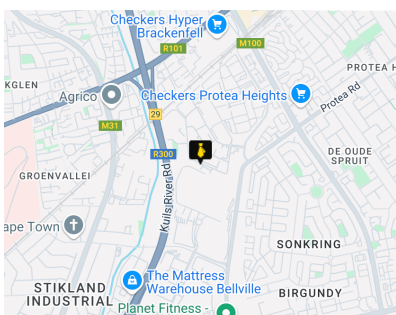 Checkers Hyper
Brackenfell
R101
M100
PROTEA H
KGLEN
Agrico
Checkers Protea Heights
Protea Rd
29
M31
R300
DE OUDE
SPRUIT
GROENVALLEI
Kuils River Rd
ape Town
SONKRING
The Mattress
Warehouse Bellville
STIKLAND
INDUSTRIAL
BIRGUNDY
Planet Fitness -